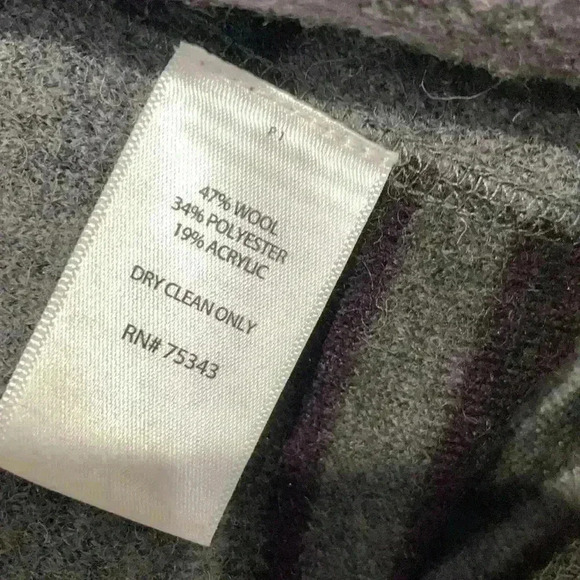 47% WOOL
34% POLYESTER
19% ACRYLIC
DRY CLEAN ONLY
RN# 75343